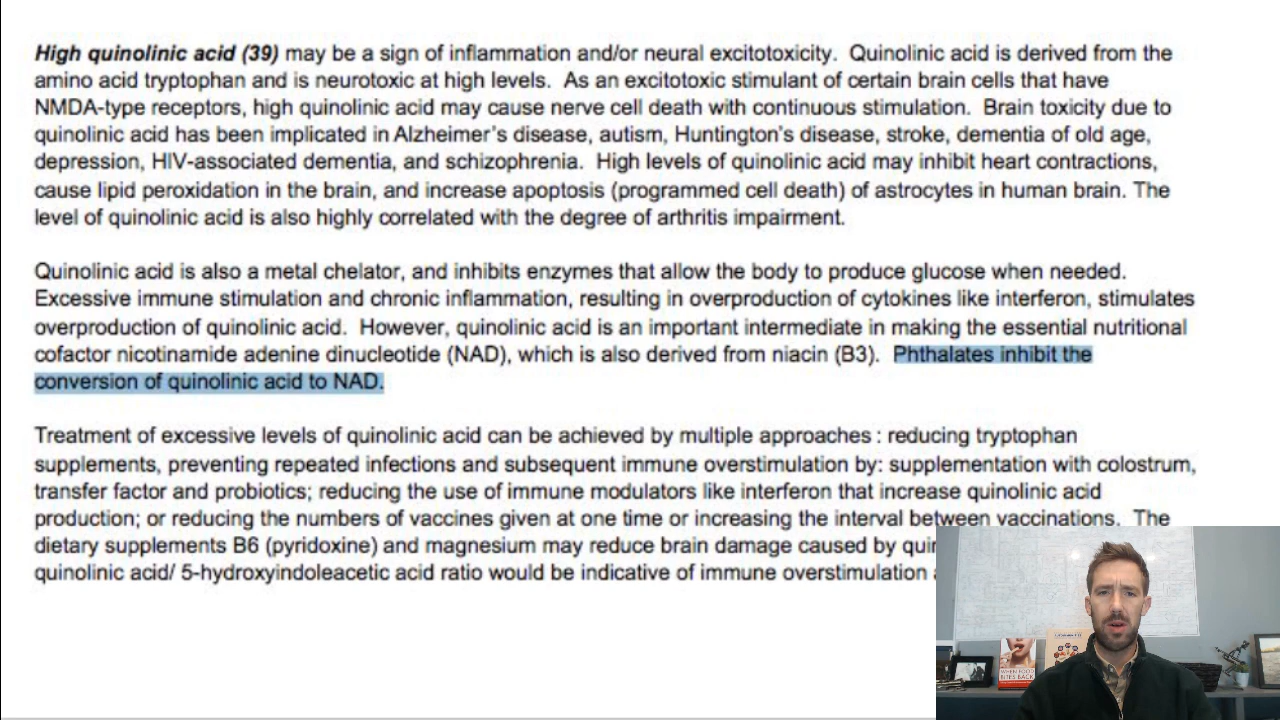 High quinolinic acid (39) may be a sign of inflammation and/or neural excitotoxicity. Quinolinic acid is derived from the
amino acid tryptophan and is neurotoxic at high levels. As an excitotoxic stimulant of certain brain cells that have
NMDA-type receptors, high quinolinic acid may cause nerve cell death with continuous stimulation. Brain toxicity due to
quinolinic acid has been implicated in Alzheimer's disease, autism, Huntington's disease, stroke, dementia of old age,
depression, HIV-associated dementia, and schizophrenia. High levels of quinolinic acid may inhibit heart contractions,
cause lipid peroxidation in the brain, and increase apoptosis (programmed cell death) of astrocytes in human brain. The
level of quinolinic acid is also highly correlated with the degree of arthritis impairment.
Quinolinic acid is also a metal chelator, and inhibits enzymes that allow the body to produce glucose when needed.
Excessive immune stimulation and chronic inflammation, resulting in overproduction of cytokines like interferon, stimulates
overproduction of quinolinic acid. However, quinolinic acid is an important intermediate in making the essential nutritional
cofactor nicotinamide adenine dinucleotide (NAD), which is also derived from niacin (B3). Phthalates inhibit the
conversion of quinolinic acid to NAD.
Treatment of excessive levels of quinolinic acid can be achieved by multiple approaches : reducing tryptophan
supplements, preventing repeated infections and subsequent immune overstimulation by: supplementation with colostrum,
transfer factor and probiotics; reducing the use of immune modulators like interferon that increase quinolinic acid
production; or reducing the numbers of vaccines given at one time or increasing the interval between vaccinations. The
dietary supplements B6 (pyridoxine) and magnesium may reduce brain damage caused by
quinolinic acid/ 5-hydroxyindoleacetic acid ratio would be indicative of immune overstimulation
WHEN FOOD
BITES BACK